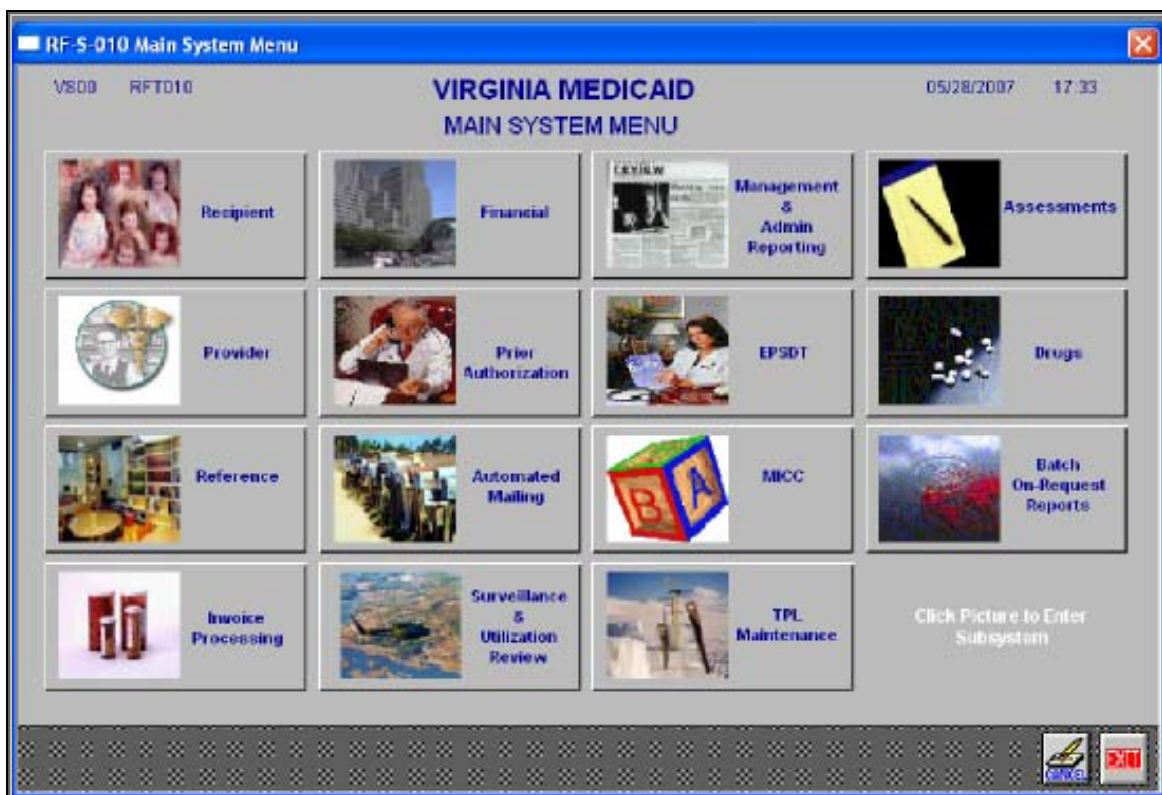 RF-S-010 Main System Menu
VS00 RFT010
VIRGINIA MEDICAID
05/28/2007 17:33
MAIN SYSTEM MENU
Recipient
Financial
Management
&
Admin
Reporting
Assessments
Provider
Prior
Authorization
EPSDT
Drugs
Reference
Automated
Mailing
B A
MICC
Batch
On-Request
Reports
Invoice
Processing
Surveillance
&
Utilization
Review
TPL
Maintenance
Click Picture to Enter
Subsystem
CANCEL
EXIT